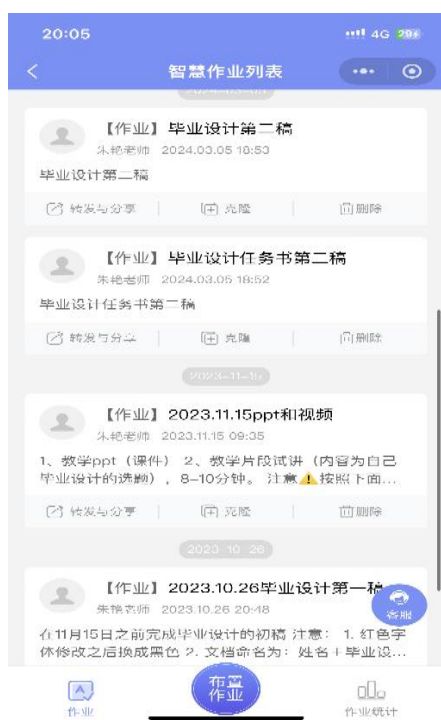 20:05
4G 29%
智慧作业列表
【作业】毕业设计第二稿
朱艳老师 2024.03.05 18:53
毕业设计第二稿
转发与分享 克隆 删除
【作业】毕业设计任务书第二稿
朱艳老师 2024.03.05 18:52
毕业设计任务书第二稿
转发与分享 克隆 删除
【作业】2023.11.15ppt和视频
朱艳老师 2023.11.15 09:35
1、教学ppt（课件） 2、教学片段试讲（内容为自己
毕业设计的选题），8-10分钟。 注意⚠️按照下面...
转发与分享 克隆 删除
2023-10-26
【作业】2023.10.26毕业设计第一稿
朱艳老师 2023.10.26 20:48
客服
在11月15日之前完成毕业设计的初稿 注意： 1. 红色字
体修改之后换成黑色 2. 文档命名为：姓名+毕业设...
作业
布置
作业
作业统计